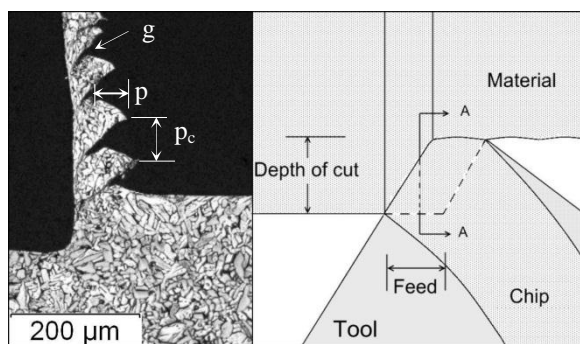 g
p
pc
200 μm
Material
A
Depth of cut
A
Feed
Chip
Tool